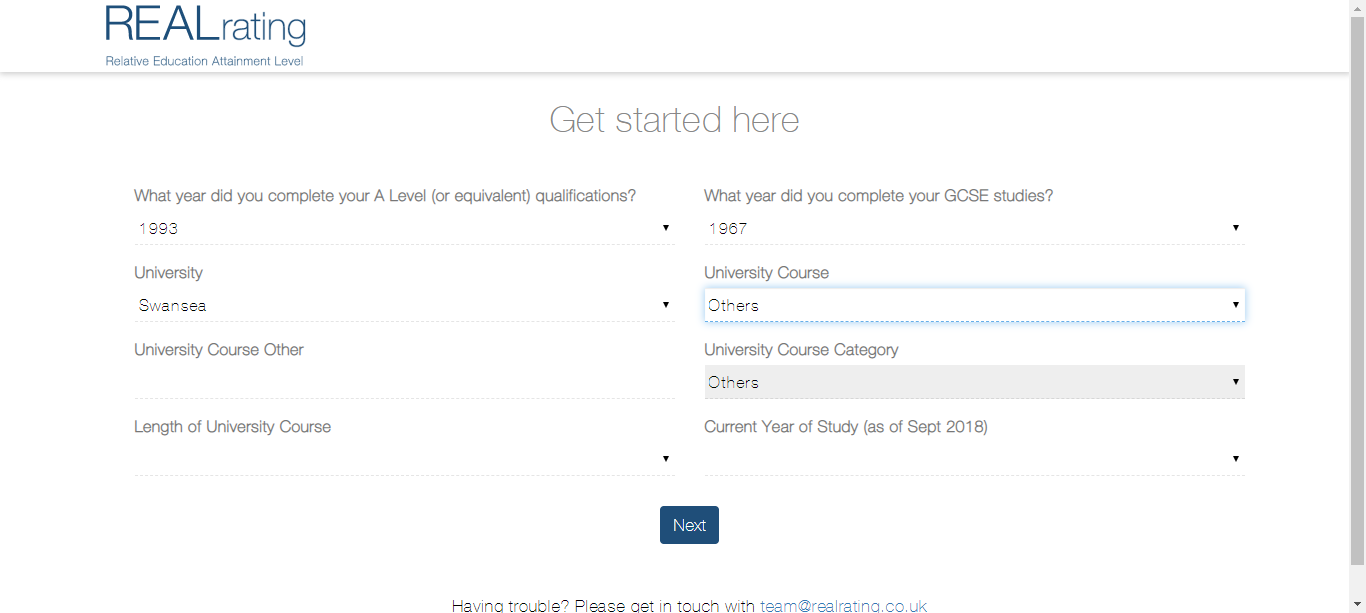 REALrating
Relative Education Attainment Level
Get started here
What year did you complete your A Level (or equivalent) qualifications?
What year did you complete your GCSE studies?
1993
1967
University
University Course
Swansea
Others
University Course Other
University Course Category
Others
Length of University Course
Current Year of Study (as of Sept 2018)
Next
Having trouble? Please get in touch with team@realrating.co.uk